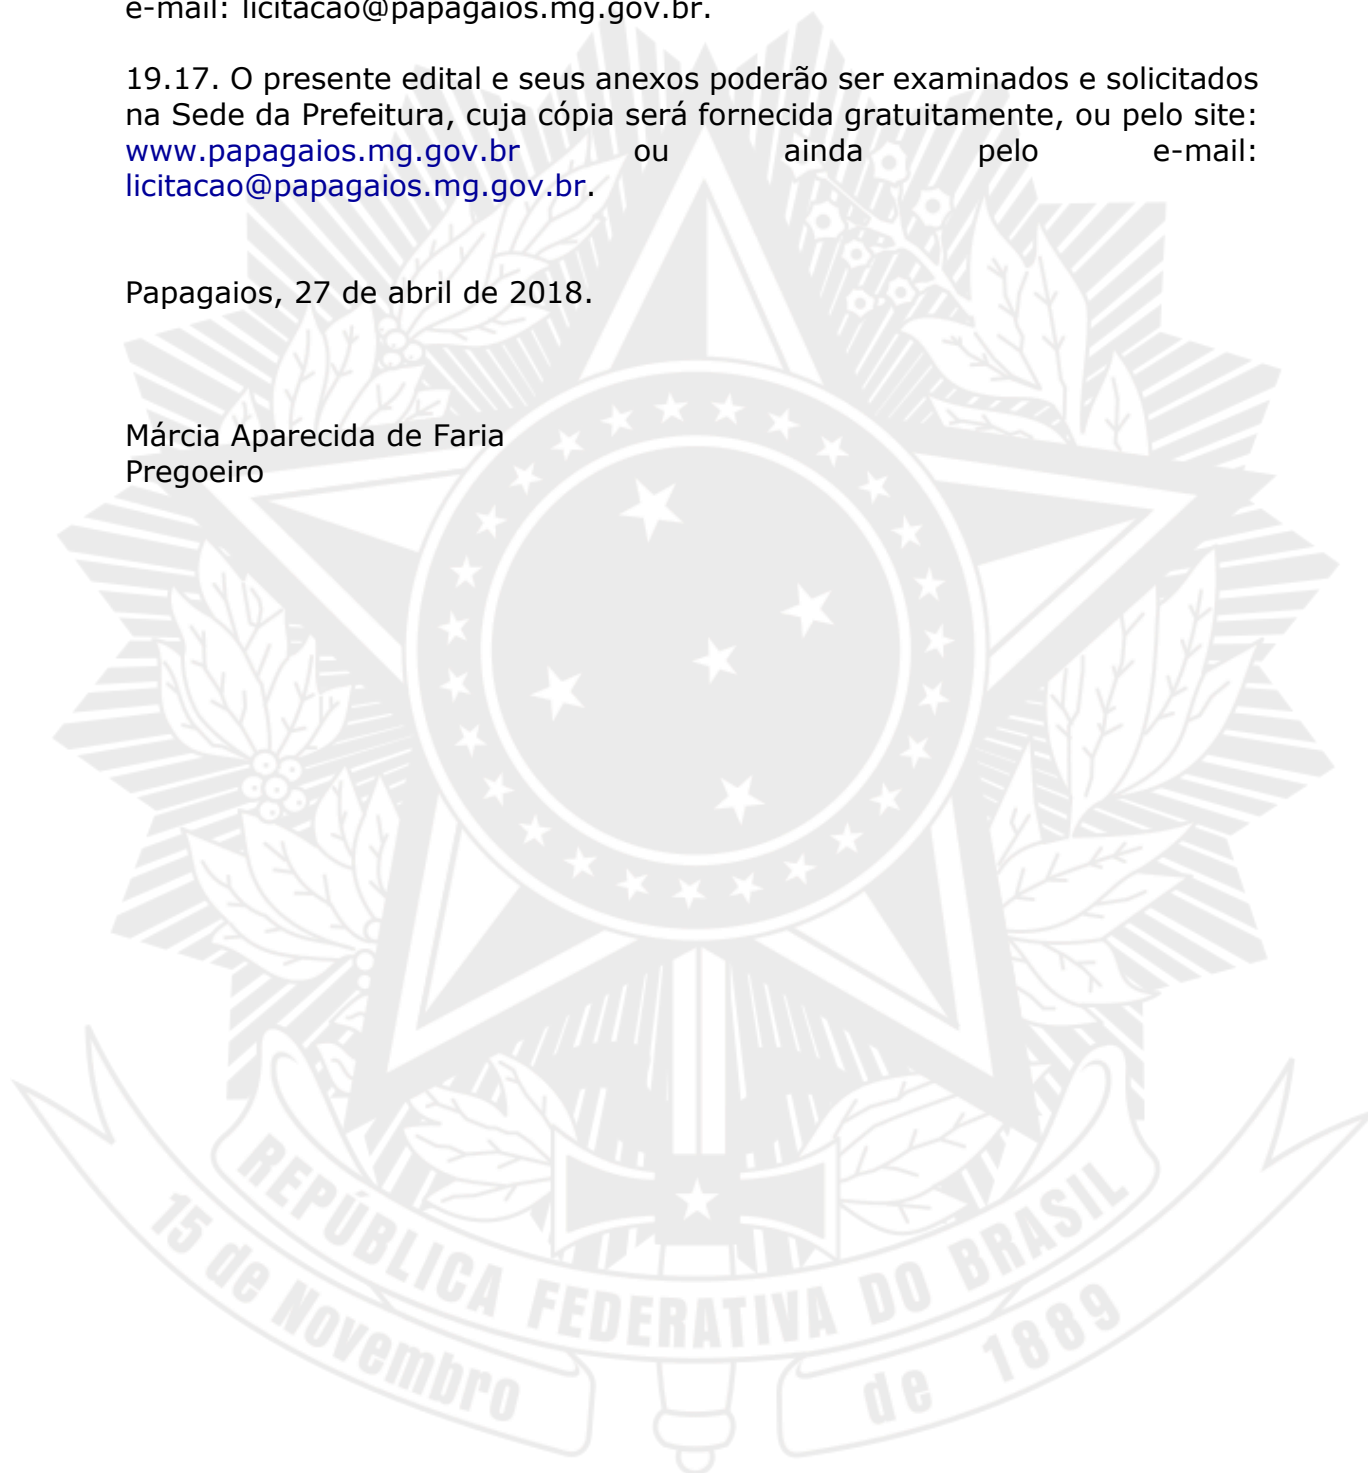 e-mail: licitacao@papagaios.mg.gov.br.
19.17. O presente edital e seus anexos poderão ser examinados e solicitados
na Sede da Prefeitura, cuja cópia será fornecida gratuitamente, ou pelo site:
www.papagaios.mg.gov.br ou ainda pelo e-mail:
licitacao@papagaios.mg.gov.br.
Papagaios, 27 de abril de 2018.
Márcia Aparecida de Faria
Pregoeiro
REPÚBLICA FEDERATIVA DO BRASIL
15 de Novembro de 1889